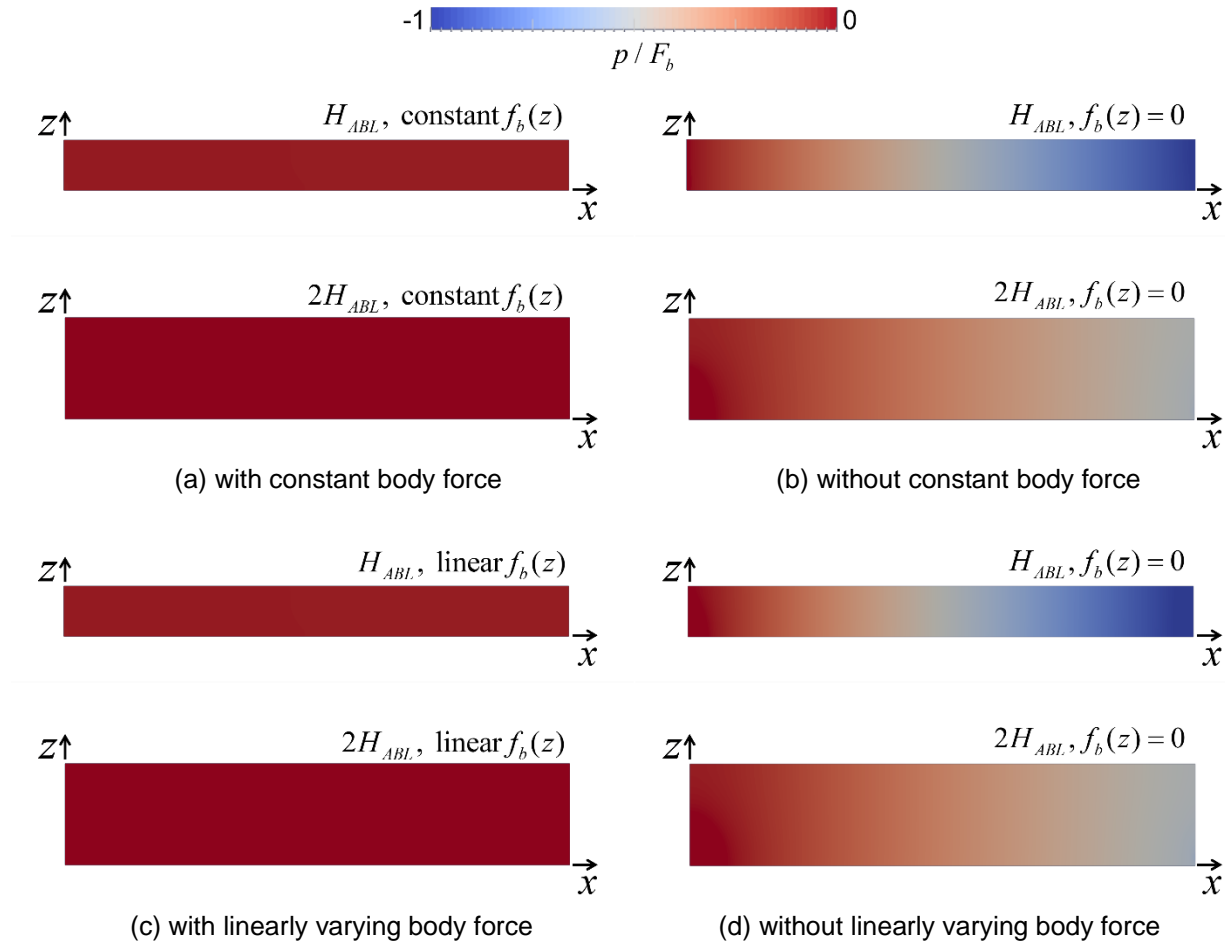 -1 0
p / F_b
H_ABL, constant f_b(z)
z
x
H_ABL, f_b(z) = 0
z
x
2H_ABL, constant f_b(z)
z
x
2H_ABL, f_b(z) = 0
z
x
(a) with constant body force
(b) without constant body force
H_ABL, linear f_b(z)
z
x
H_ABL, f_b(z) = 0
z
x
2H_ABL, linear f_b(z)
z
x
2H_ABL, f_b(z) = 0
z
x
(c) with linearly varying body force
(d) without linearly varying body force